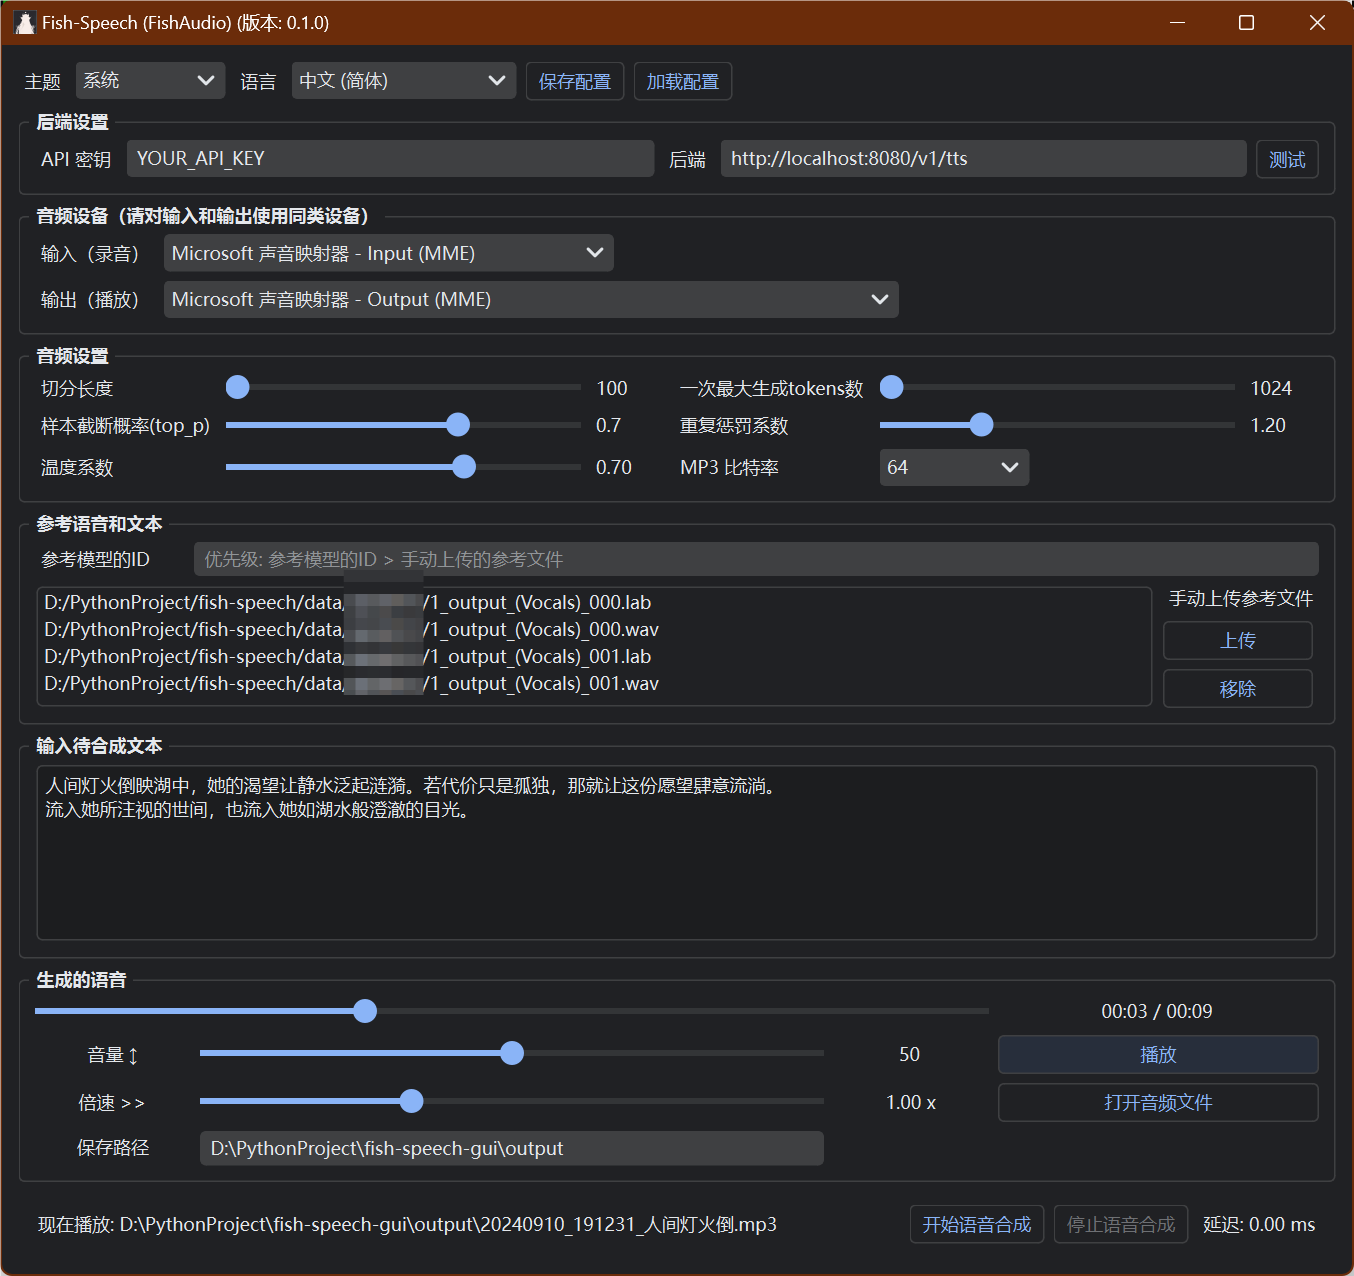 Fish-Speech (FishAudio) (版本: 0.1.0)
主题 系统 语言 中文 (简体) 保存配置 加载配置
后端设置
API 密钥 YOUR_API_KEY 后端 http://localhost:8080/v1/tts 测试
音频设备（请对输入和输出使用同类设备）
输入（录音） Microsoft 声音映射器 - Input (MME)
输出（播放） Microsoft 声音映射器 - Output (MME)
音频设置
切分长度 100 一次最大生成tokens数 1024
样本截断概率(top_p) 0.7 重复惩罚系数 1.20
温度系数 0.70 MP3 比特率 64
参考语音和文本
参考模型的ID 优先级: 参考模型的ID > 手动上传的参考文件
D:/PythonProject/fish-speech/data/ /1_output_(Vocals)_000.lab
D:/PythonProject/fish-speech/data/ /1_output_(Vocals)_000.wav
D:/PythonProject/fish-speech/data/ /1_output_(Vocals)_001.lab
D:/PythonProject/fish-speech/data/ /1_output_(Vocals)_001.wav
手动上传参考文件
上传
移除
输入待合成文本
人间灯火倒映湖中，她的渴望让静水泛起涟漪。若代价只是孤独，那就让这份愿望肆意流淌。
流入她所注视的世间，也流入她如湖水般澄澈的目光。
生成的语音
00:03 / 00:09
音量 ↕ 50 播放
倍速 >> 1.00 x 打开音频文件
保存路径 D:\PythonProject\fish-speech-gui\output
现在播放: D:\PythonProject\fish-speech-gui\output\20240910_191231_人间灯火倒.mp3 开始语音合成 停止语音合成 延迟: 0.00 ms